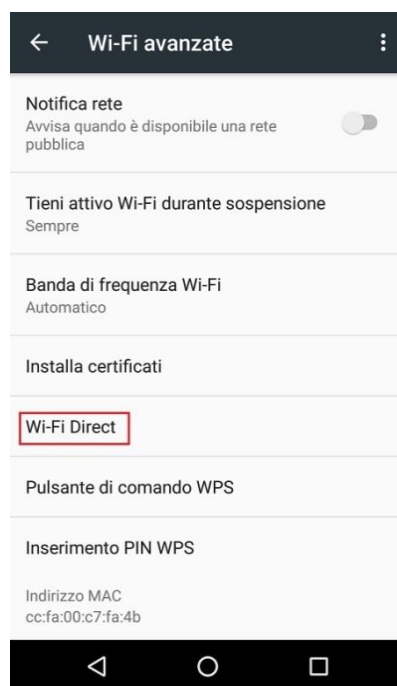 Wi-Fi avanzate
Notifica rete
Avvisa quando è disponibile una rete
pubblica
Tieni attivo Wi-Fi durante sospensione
Sempre
Banda di frequenza Wi-Fi
Automatico
Installa certificati
Wi-Fi Direct
Pulsante di comando WPS
Inserimento PIN WPS
Indirizzo MAC
cc:fa:00:c7:fa:4b